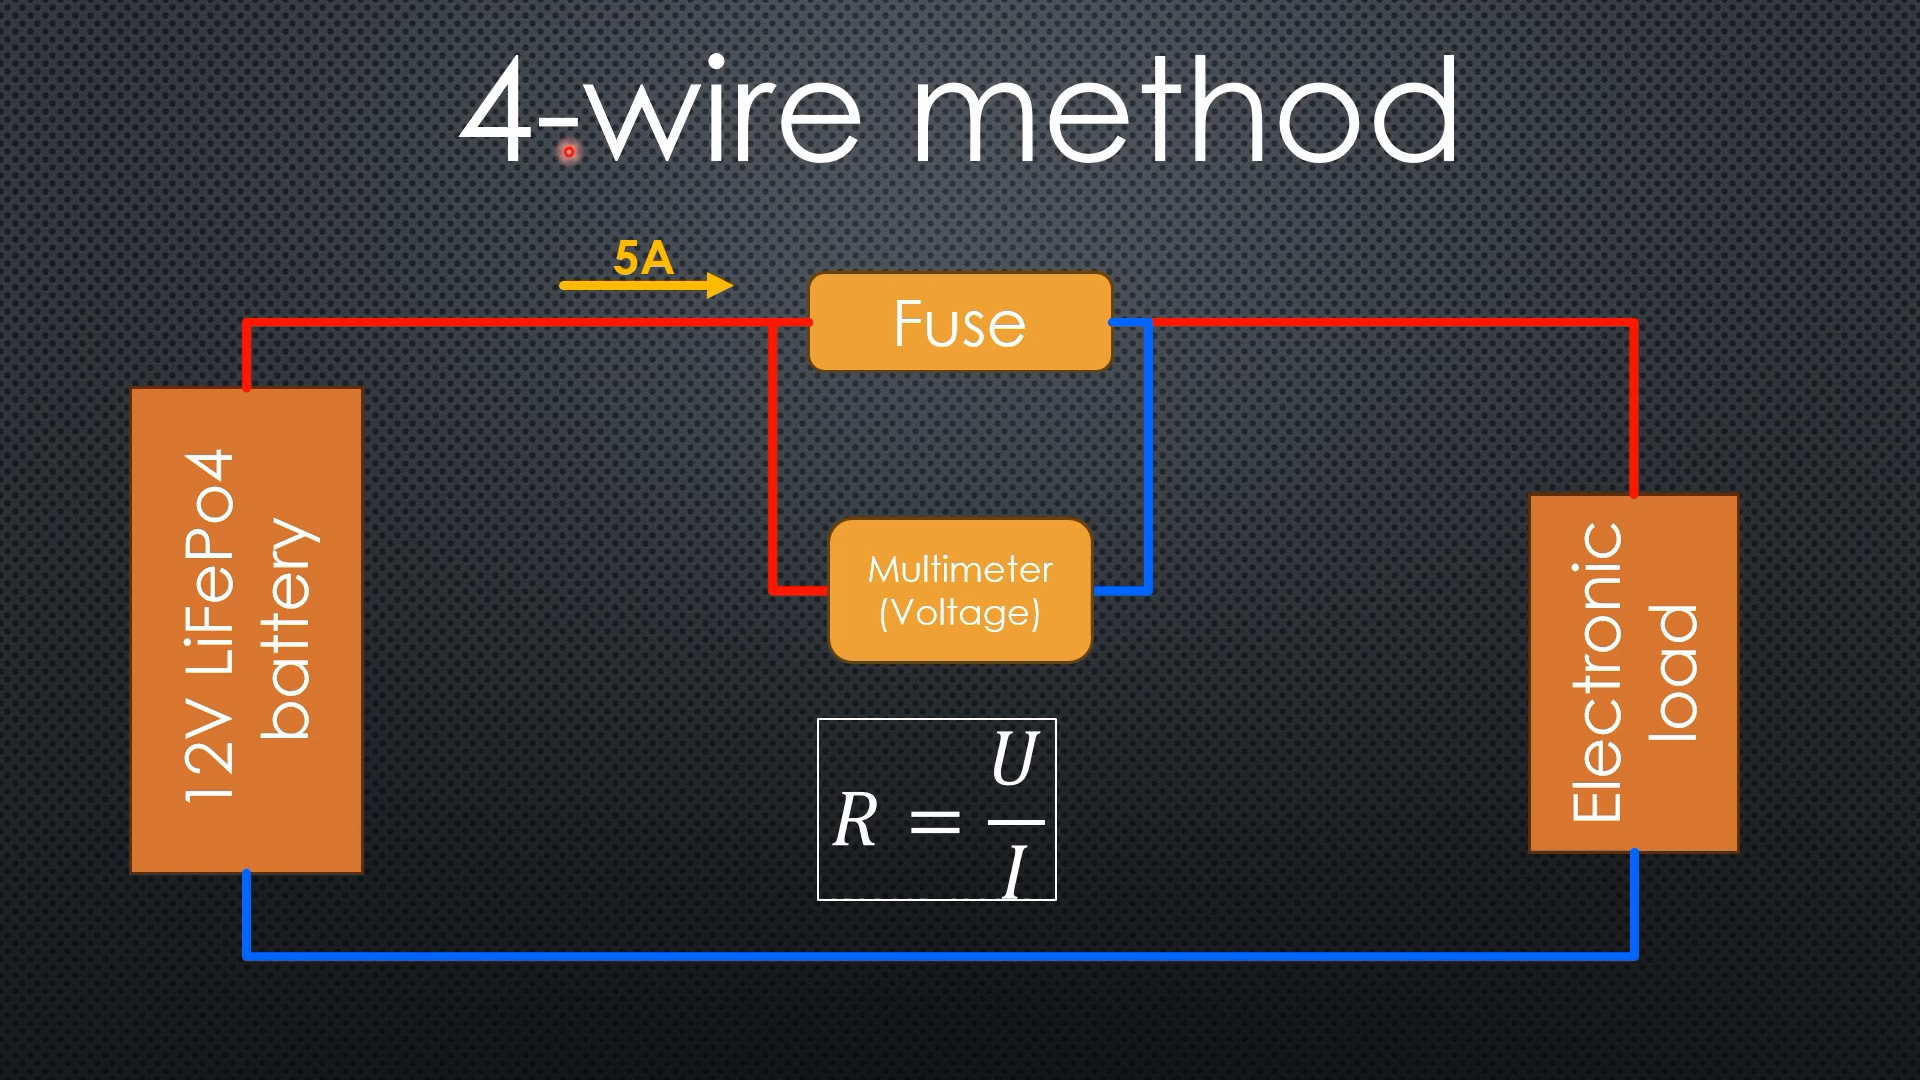 4-wire method
5A
Fuse
12V LiFePo4
battery
Multimeter
(Voltage)
Electronic
load
R = U/I